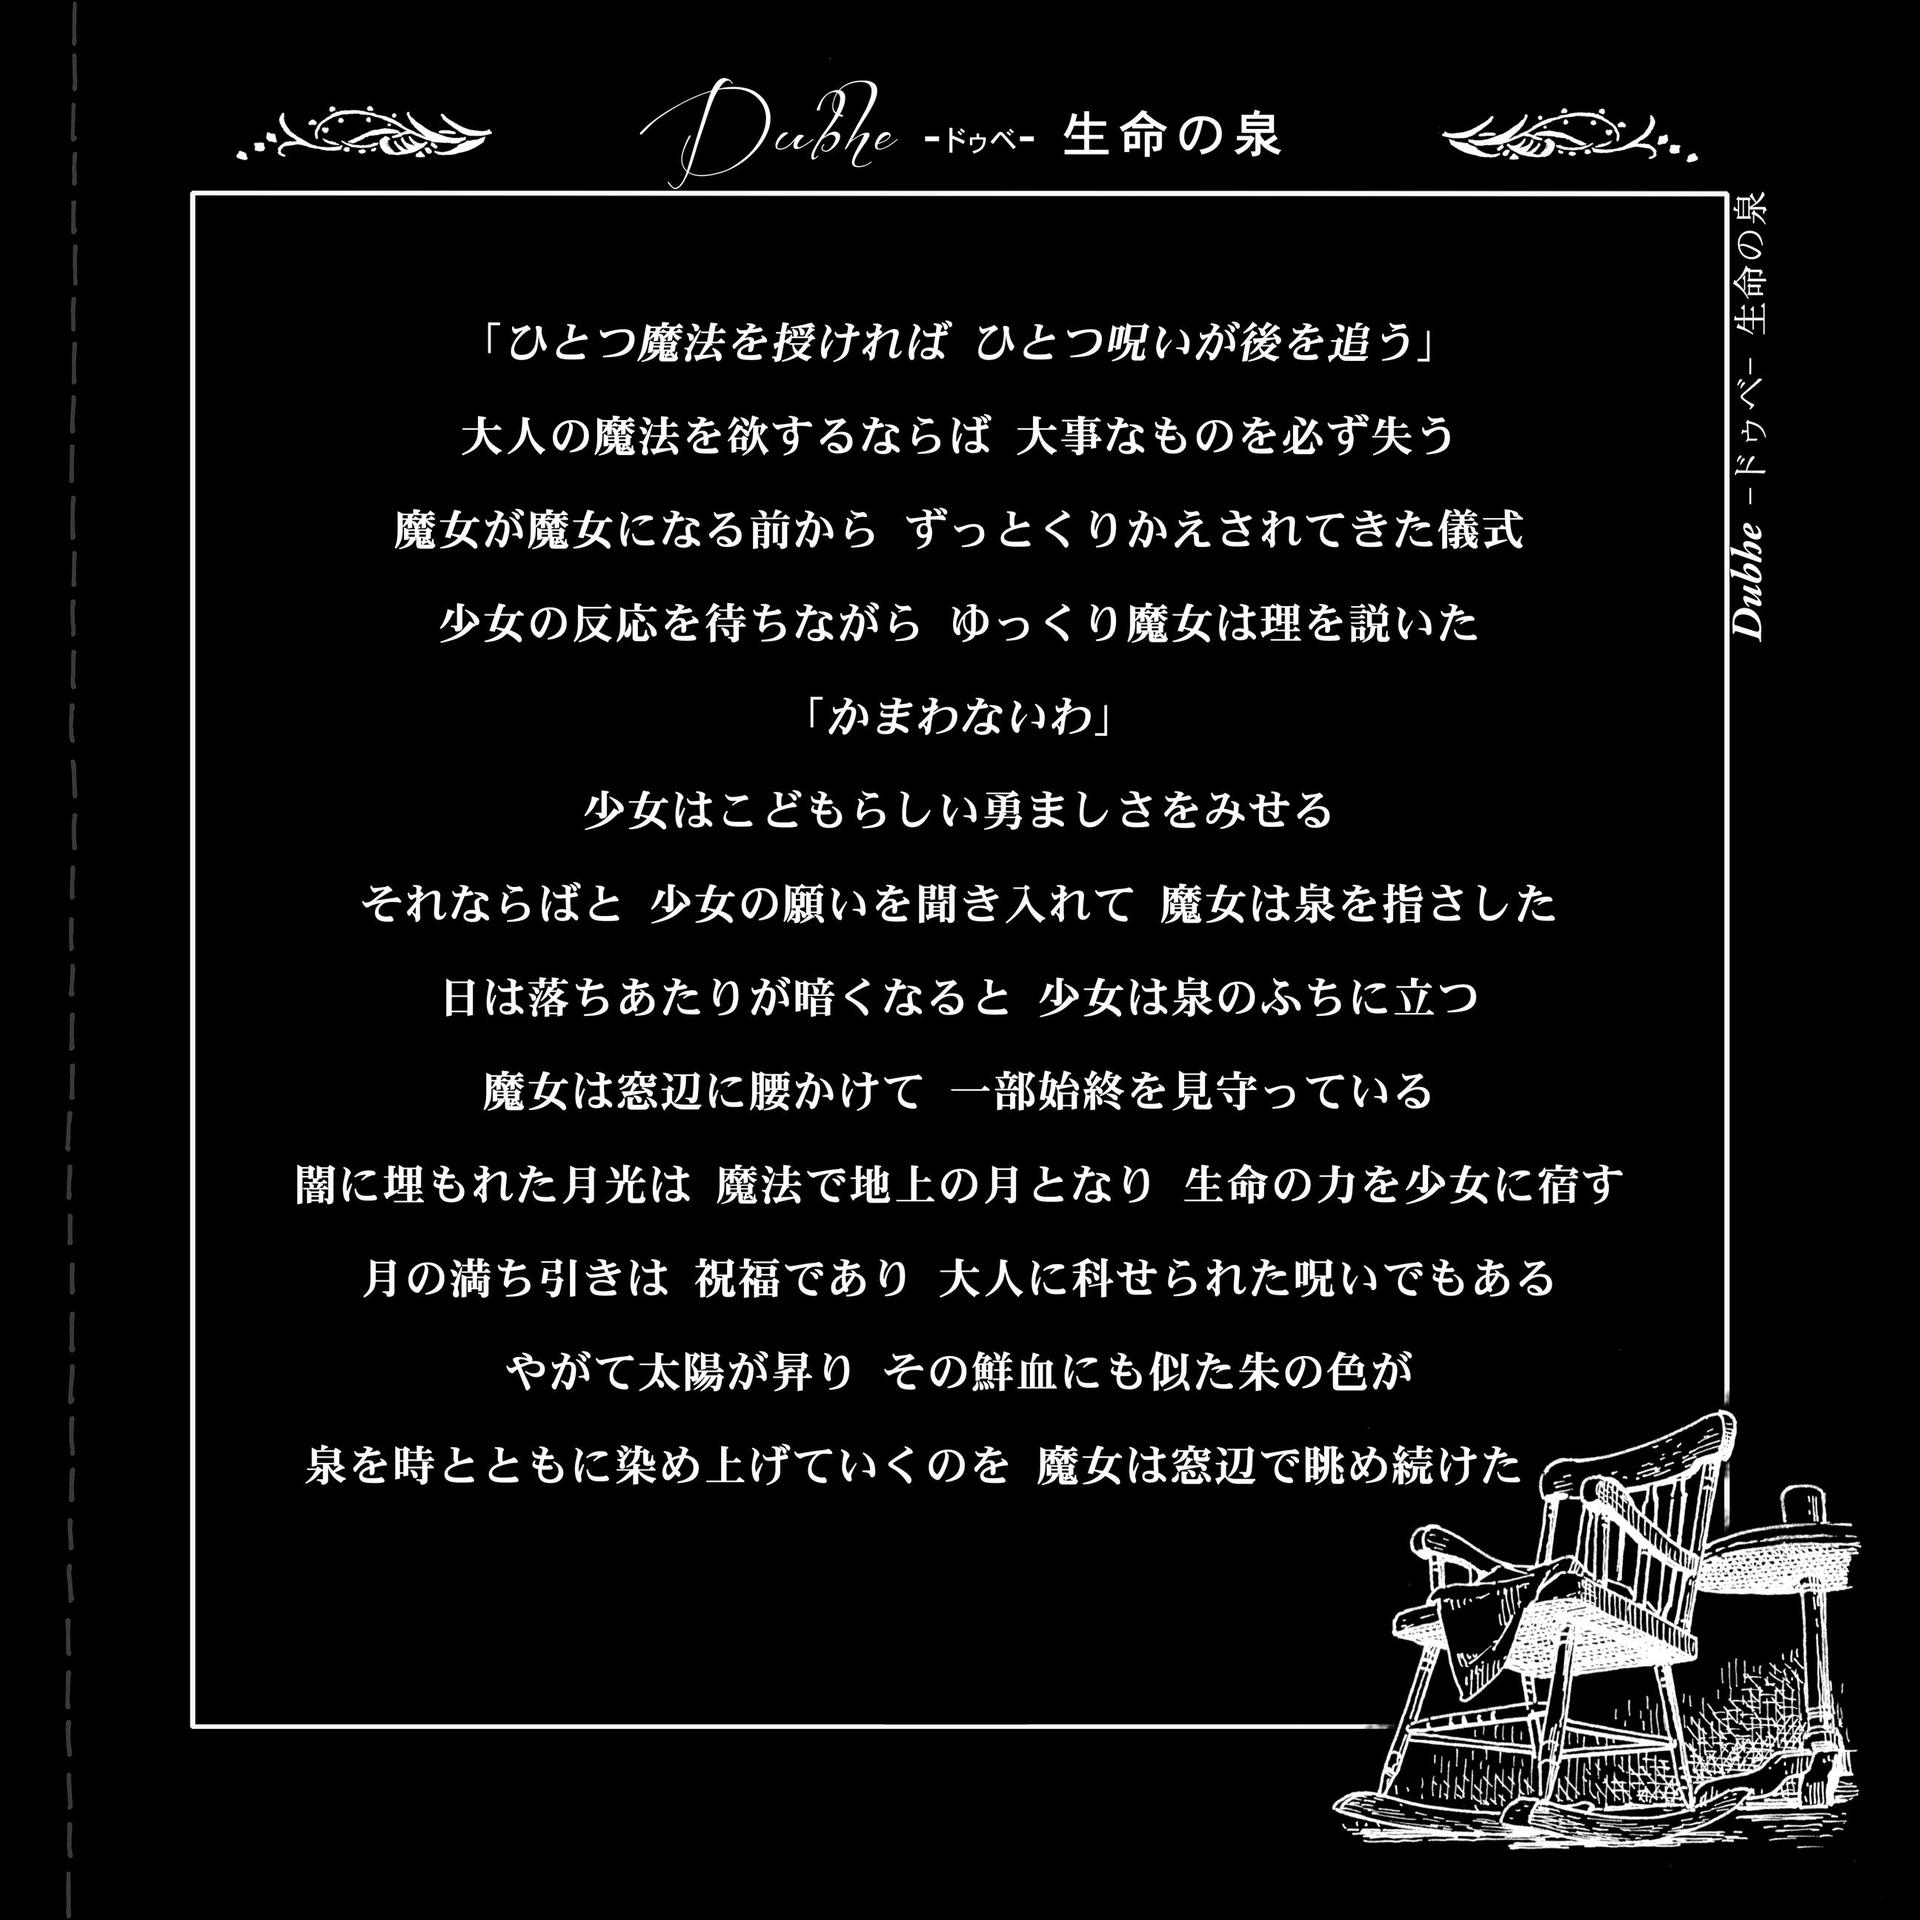 Dubhe -ドゥベ- 生命の泉
Dubhe -ドゥベ- 生命の泉
「ひとつ魔法を授ければ ひとつ呪いが後を追う」
大人の魔法を欲するならば 大事なものを必ず失う
魔女が魔女になる前から ずっとくりかえされてきた儀式
少女の反応を待ちながら ゆっくり魔女は理を説いた
「かまわないわ」
少女はこどもらしい勇ましさをみせる
それならばと 少女の願いを聞き入れて 魔女は泉を指さした
日は落ちあたりが暗くなると 少女は泉のふちに立つ
魔女は窓辺に腰かけて 一部始終を見守っている
闇に埋もれた月光は 魔法で地上の月となり 生命の力を少女に宿す
月の満ち引きは 祝福であり 大人に科せられた呪いでもある
やがて太陽が昇り その鮮血にも似た朱の色が
泉を時とともに染め上げていくのを 魔女は窓辺で眺め続けた